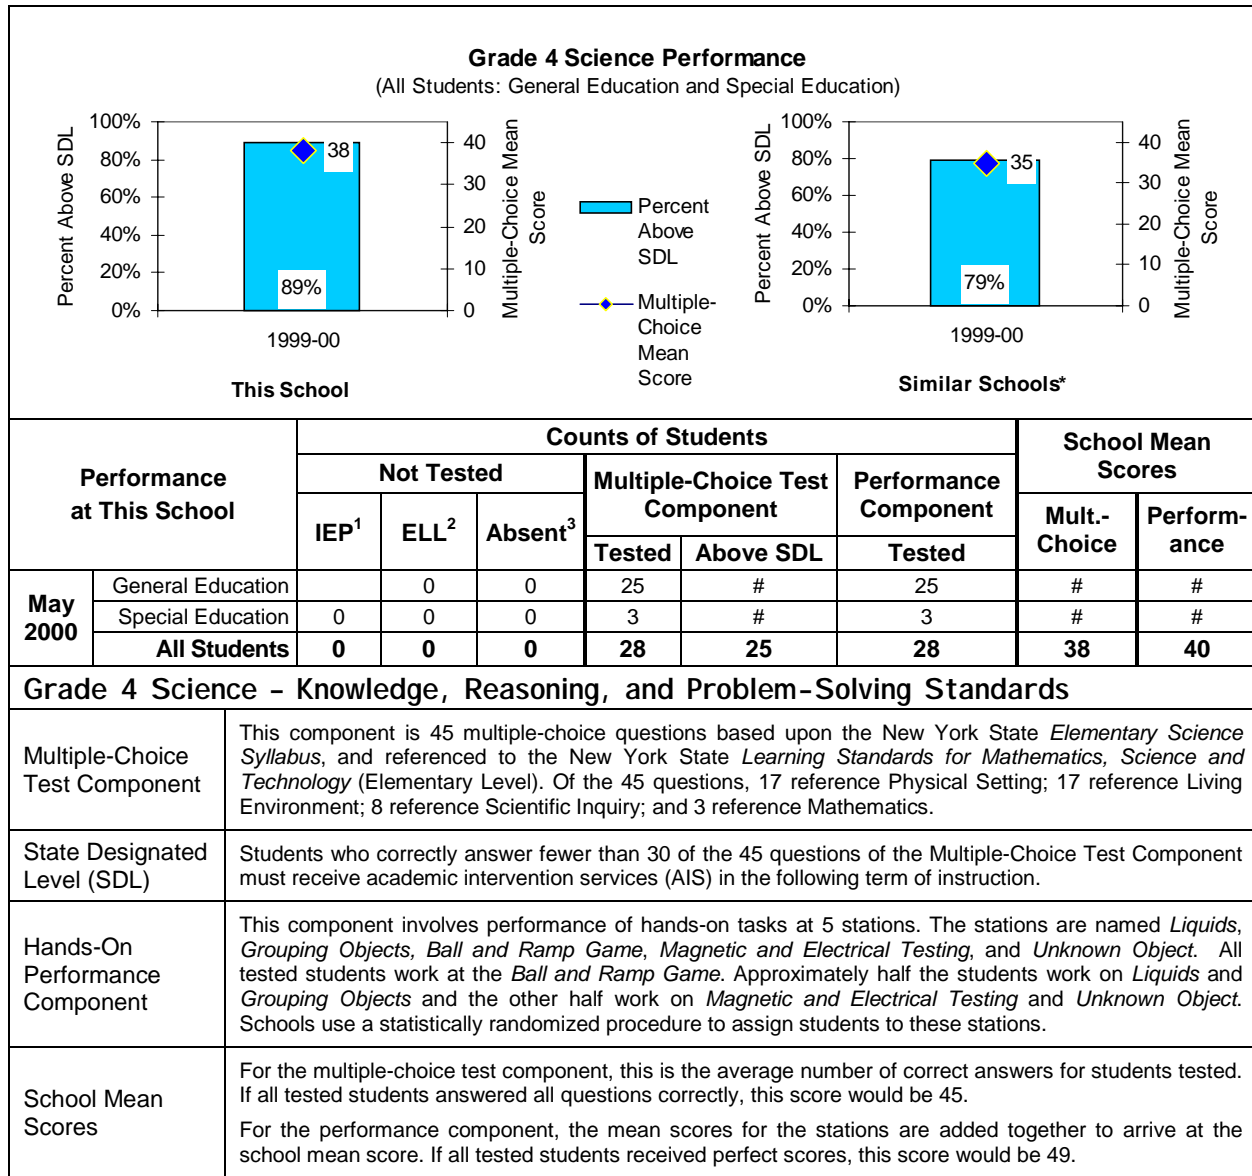 Grade 4 Science Performance
(All Students: General Education and Special Education)
Percent Above SDL
100%
80%
60%
40%
20%
0%
38
89%
40
30
20
10
0
Multiple-Choice Mean
Score
1999-00
This School
Percent
Above
SDL
Multiple-
Choice
Mean
Score
Percent Above SDL
100%
80%
60%
40%
20%
0%
35
79%
40
30
20
10
0
Multiple-Choice Mean
Score
1999-00
Similar Schools*
Performance
at This School
Counts of Students
School Mean
Scores
Not Tested
Multiple-Choice Test
Component
Performance
Component
IEP1 ELL2 Absent3
Mult.-
Choice
Perform-
ance
Tested Above SDL Tested
May
2000
General Education 0 0 25 # 25 # #
Special Education 0 0 0 3 # 3 # #
All Students 0 0 0 28 25 28 38 40
Grade 4 Science – Knowledge, Reasoning, and Problem-Solving Standards
Multiple-Choice
Test Component
This component is 45 multiple-choice questions based upon the New York State Elementary Science
Syllabus, and referenced to the New York State Learning Standards for Mathematics, Science and
Technology (Elementary Level). Of the 45 questions, 17 reference Physical Setting; 17 reference Living
Environment; 8 reference Scientific Inquiry; and 3 reference Mathematics.
State Designated
Level (SDL)
Students who correctly answer fewer than 30 of the 45 questions of the Multiple-Choice Test Component
must receive academic intervention services (AIS) in the following term of instruction.
Hands-On
Performance
Component
This component involves performance of hands-on tasks at 5 stations. The stations are named Liquids,
Grouping Objects, Ball and Ramp Game, Magnetic and Electrical Testing, and Unknown Object. All
tested students work at the Ball and Ramp Game. Approximately half the students work on Liquids and
Grouping Objects and the other half work on Magnetic and Electrical Testing and Unknown Object.
Schools use a statistically randomized procedure to assign students to these stations.
School Mean
Scores
For the multiple-choice test component, this is the average number of correct answers for students tested.
If all tested students answered all questions correctly, this score would be 45.
For the performance component, the mean scores for the stations are added together to arrive at the
school mean score. If all tested students received perfect scores, this score would be 49.